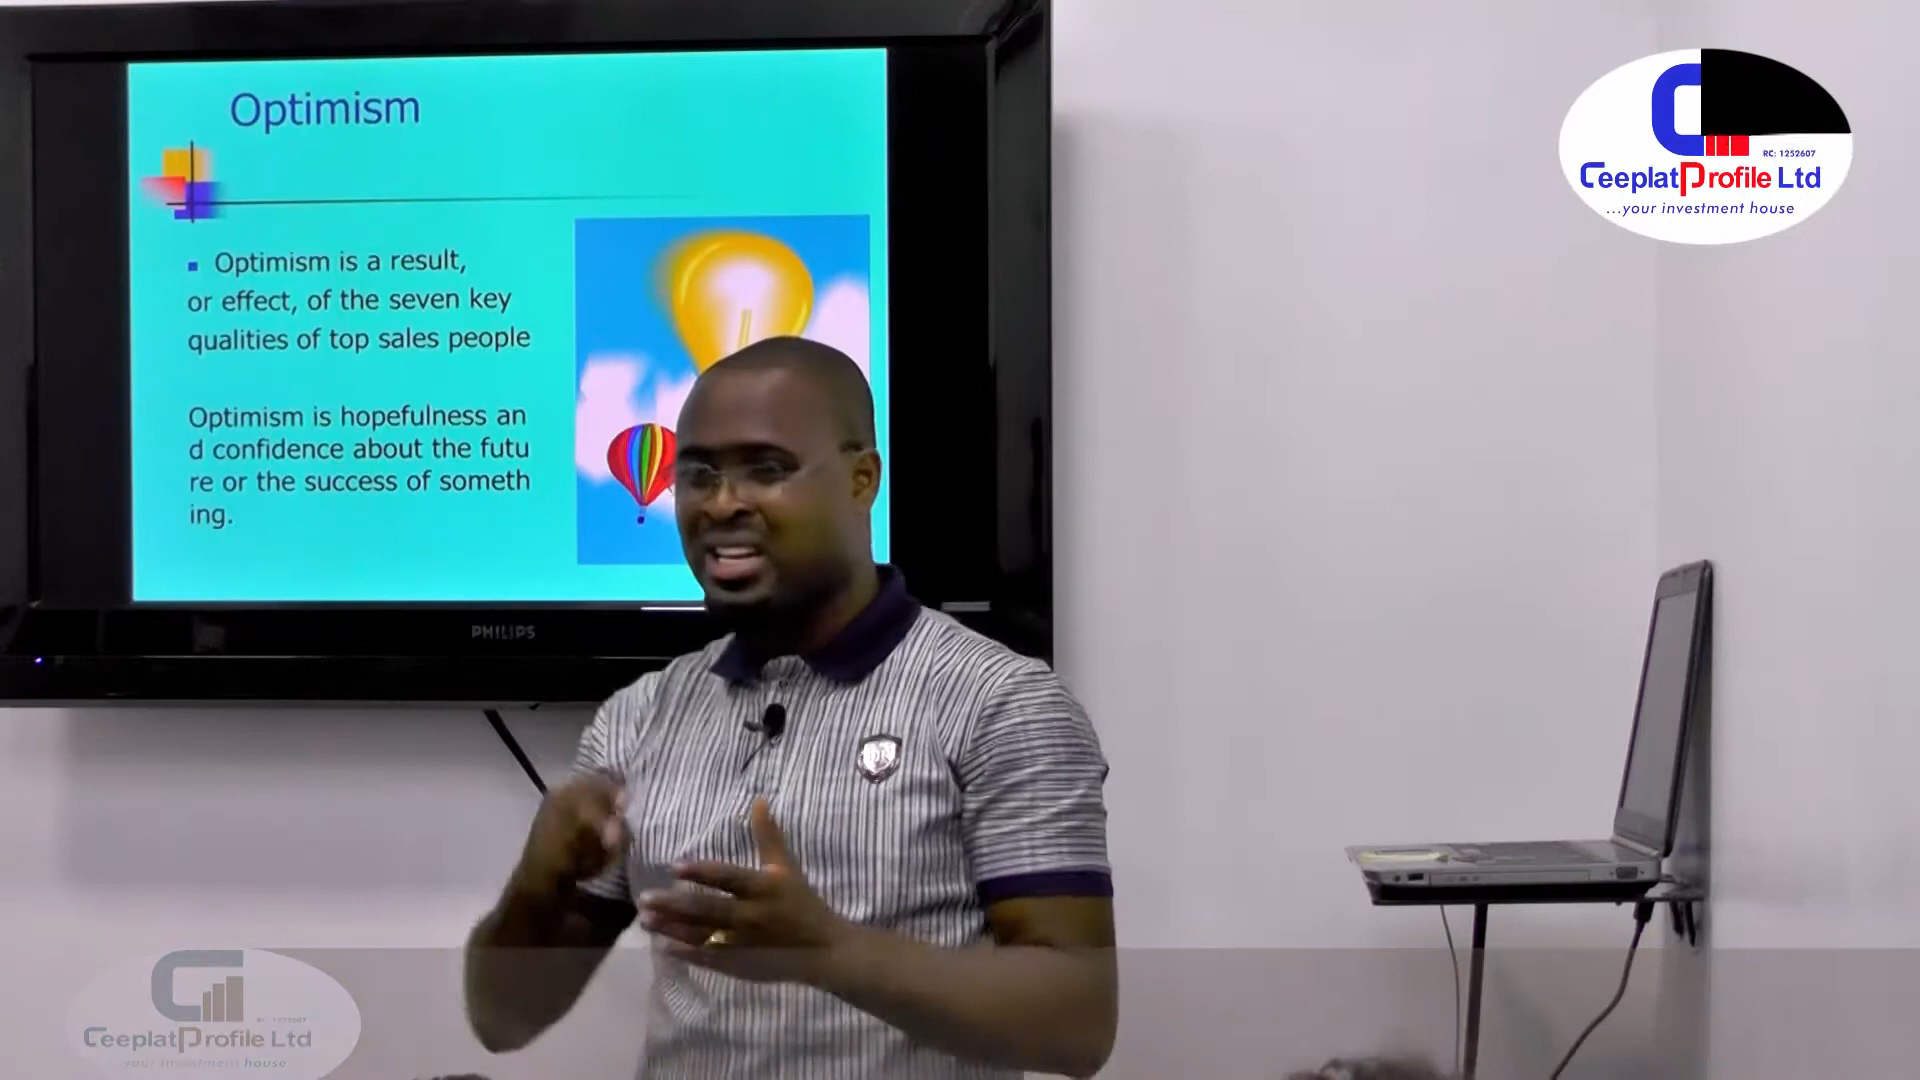 Optimism
Optimism is a result,
or effect, of the seven key
qualities of top sales people
Optimism is hopefulness an
d confidence about the futu
re or the success of someth
ing.
PHILIPS
RC: 1252607
CeeplatProfile Ltd
...your investment house
RC: 1252607
CeeplatProfile Ltd
your investment house